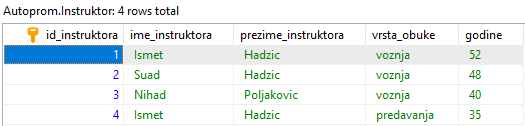 Autoprom.Instruktor: 4 rows total
id_instruktora ime_instruktora prezime_instruktora vrsta_obuke godine
1 Ismet Hadzic voznja 52
2 Suad Hadzic voznja 48
3 Nihad Poljakovic voznja 40
4 Ismet Hadzic predavanja 35